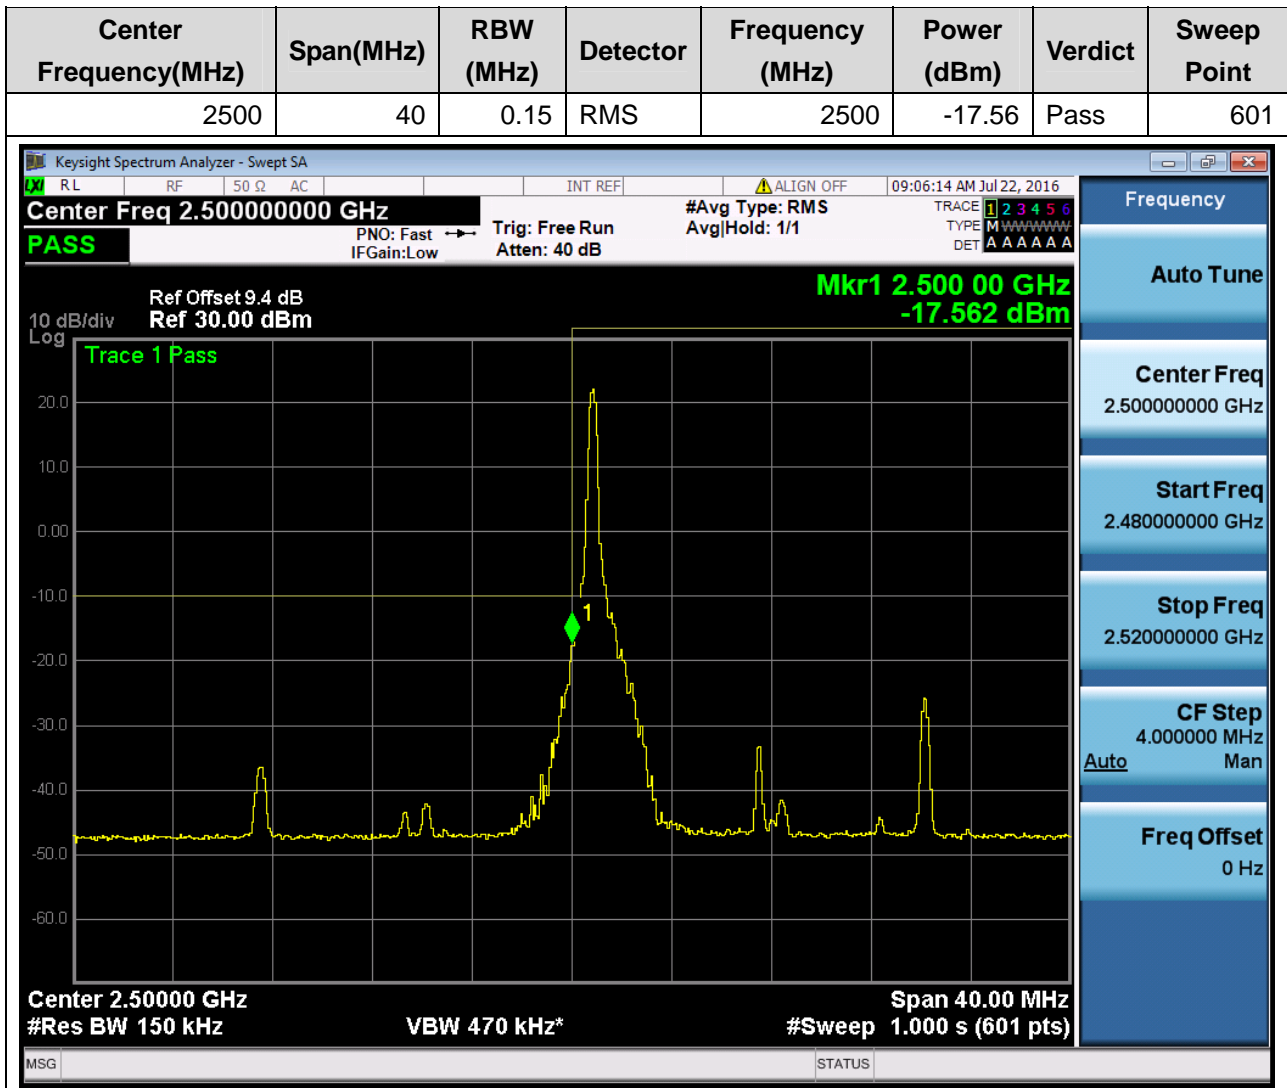 Center Frequency(MHz) Span(MHz) RBW (MHz) Detector Frequency (MHz) Power (dBm) Verdict Sweep Point
2500 40 0.15 RMS 2500 -17.56 Pass 601
Keysight Spectrum Analyzer - Swept SA
LXI RL RF 50 Ω AC INT REF ALIGN OFF 09:06:14 AM Jul 22, 2016
Center Freq 2.500000000 GHz
PASS
PNO: Fast
IFGain:Low
Trig: Free Run
Atten: 40 dB
#Avg Type: RMS
Avg|Hold: 1/1
TRACE 1 2 3 4 5 6
TYPE M WWWWW
DET A A A A A A
Mkr1 2.500 00 GHz
-17.562 dBm
Ref Offset 9.4 dB
10 dB/div Ref 30.00 dBm
Log
Trace 1 Pass
20.0
10.0
0.00
-10.0
1
-20.0
-30.0
-40.0
-50.0
-60.0
Center 2.50000 GHz Span 40.00 MHz
#Res BW 150 kHz VBW 470 kHz* #Sweep 1.000 s (601 pts)
MSG STATUS
Frequency
Auto Tune
Center Freq
2.500000000 GHz
Start Freq
2.480000000 GHz
Stop Freq
2.520000000 GHz
CF Step
4.000000 MHz
Auto Man
Freq Offset
0 Hz